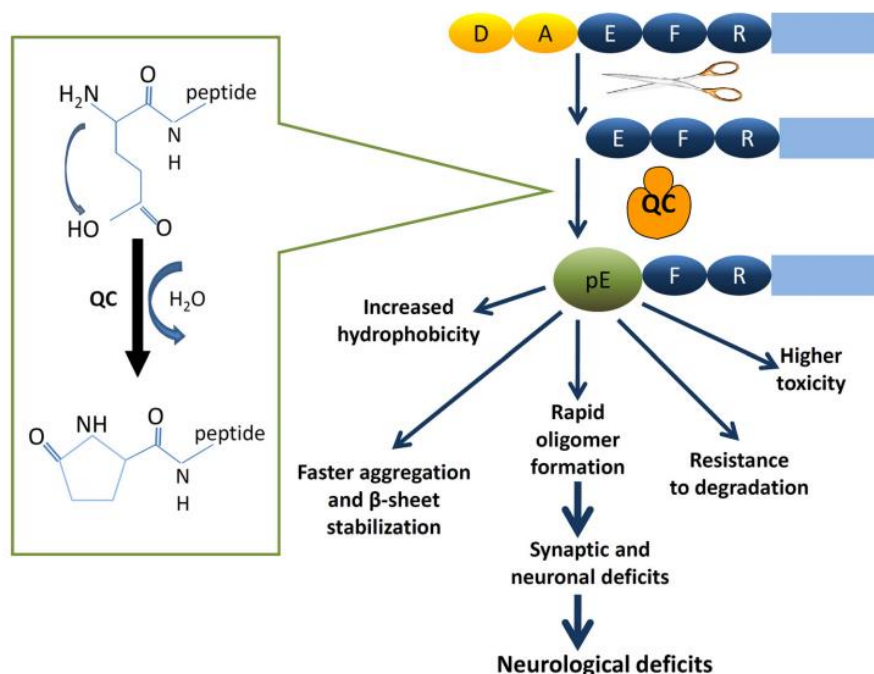 D A E F R
E F R
QC
pE F R
Increased
hydrophobicity
Higher
toxicity
Faster aggregation
and β-sheet
stabilization
Rapid
oligomer
formation
Resistance
to degradation
Synaptic and
neuronal deficits
Neurological deficits
O
H₂N
peptide
N
H
HO
O
QC
H₂O
O
NH
O
peptide
N
H